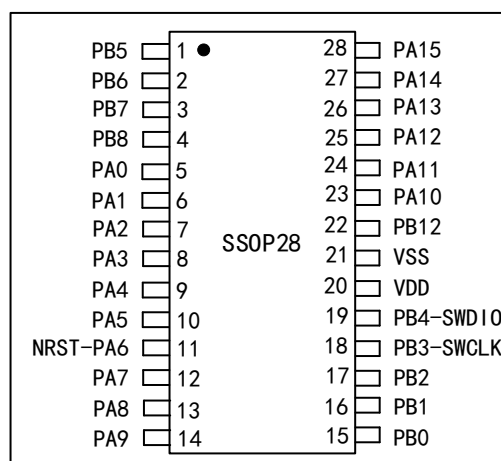 PB5 1 28 PA15
PB6 2 27 PA14
PB7 3 26 PA13
PB8 4 25 PA12
PA0 5 24 PA11
PA1 6 23 PA10
PA2 7 22 PB12
PA3 8 SSOP28 21 VSS
PA4 9 20 VDD
PA5 10 19 PB4-SWDIO
NRST-PA6 11 18 PB3-SWCLK
PA7 12 17 PB2
PA8 13 16 PB1
PA9 14 15 PB0